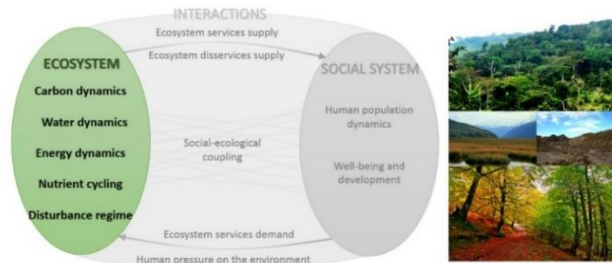 INTERACTIONS
Ecosystem services supply
Ecosystem disservices supply
ECOSYSTEM
Carbon dynamics
Water dynamics
Energy dynamics
Nutrient cycling
Disturbance regime
Social-ecological
coupling
SOCIAL SYSTEM
Human population
dynamics
Well-being and
development
Ecosystem services demand
Human pressure on the environment